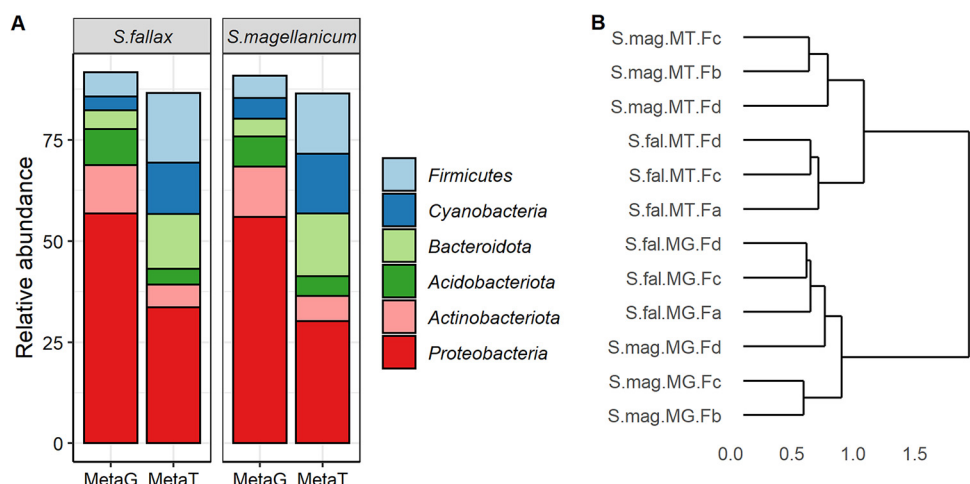 A
S.fallax
S.magellanicum
Relative abundance
75
50
25
0
MetaG
MetaT
MetaG
MetaT
Firmicutes
Cyanobacteria
Bacteroidota
Acidobacteriota
Actinobacteriota
Proteobacteria
B
S.mag.MT.Fc
S.mag.MT.Fb
S.mag.MT.Fd
S.fal.MT.Fd
S.fal.MT.Fc
S.fal.MT.Fa
S.fal.MG.Fd
S.fal.MG.Fc
S.fal.MG.Fa
S.mag.MG.Fd
S.mag.MG.Fc
S.mag.MG.Fb
0.0 0.5 1.0 1.5